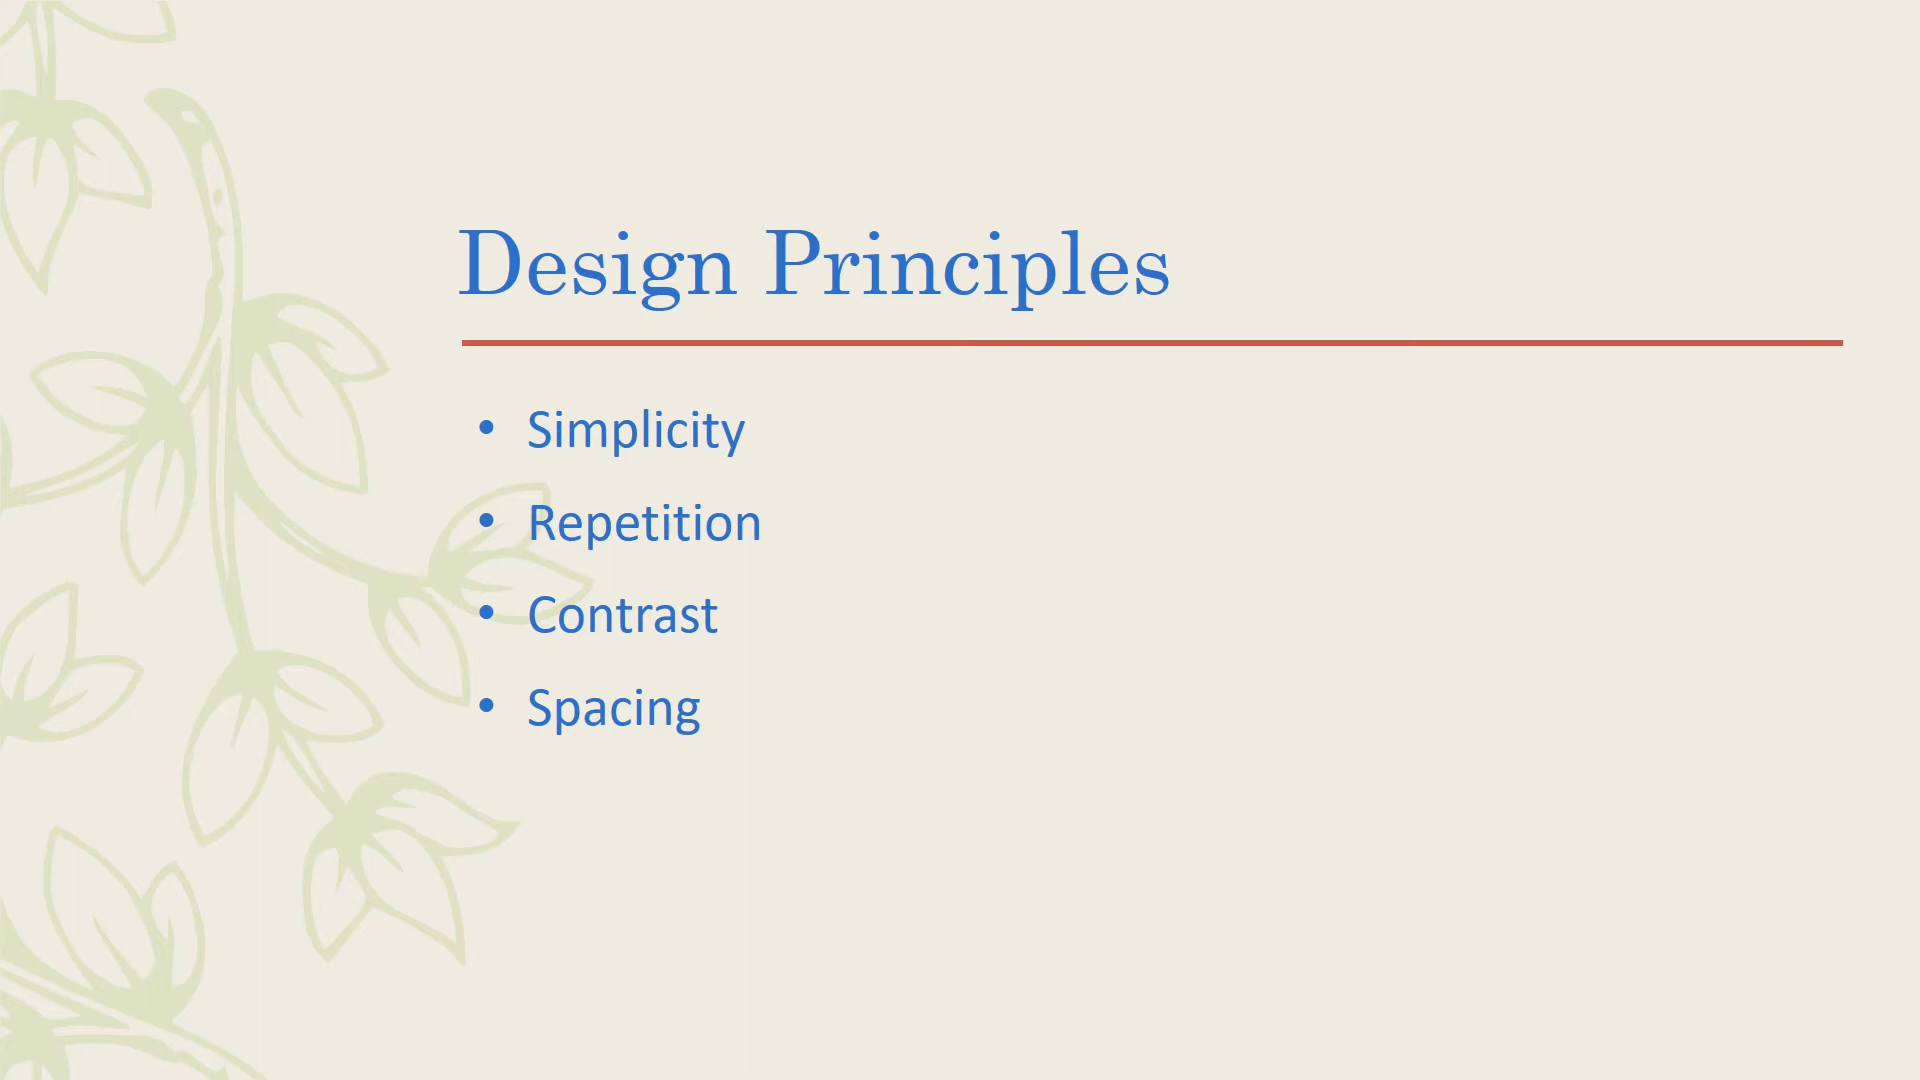 Design Principles
• Simplicity
• Repetition
• Contrast
• Spacing